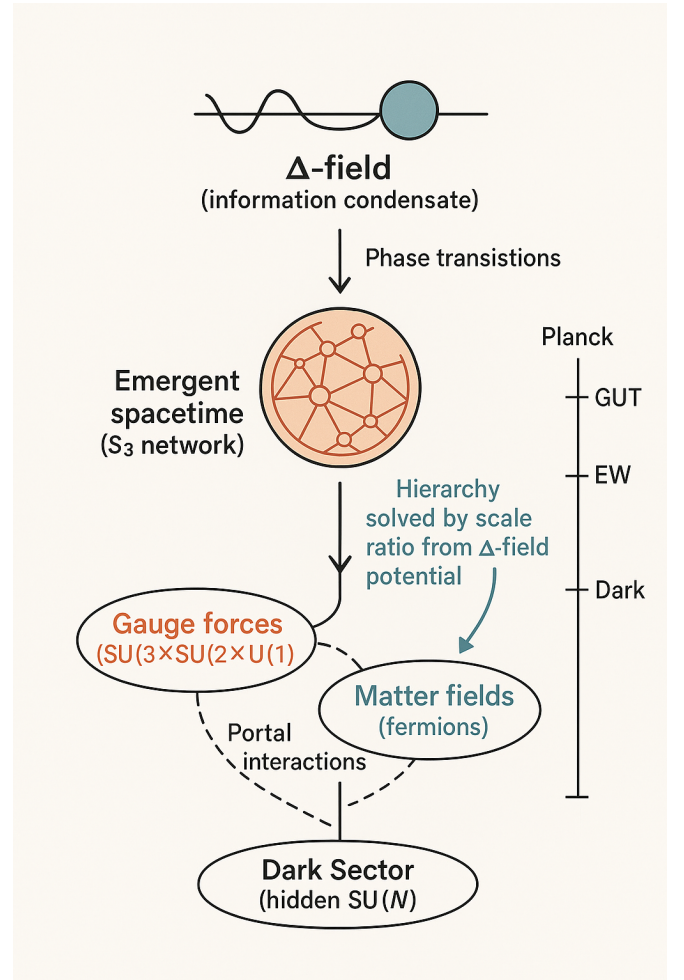 Δ-field
(information condensate)
Phase transistions
Emergent
spacetime
(S₃ network)
Planck
GUT
EW
Hierarchy
solved by scale
ratio from Δ-field
potential
Dark
Gauge forces
(SU(3×SU(2×U(1)
Matter fields
(fermions)
Portal
interactions
Dark Sector
(hidden SU(N)